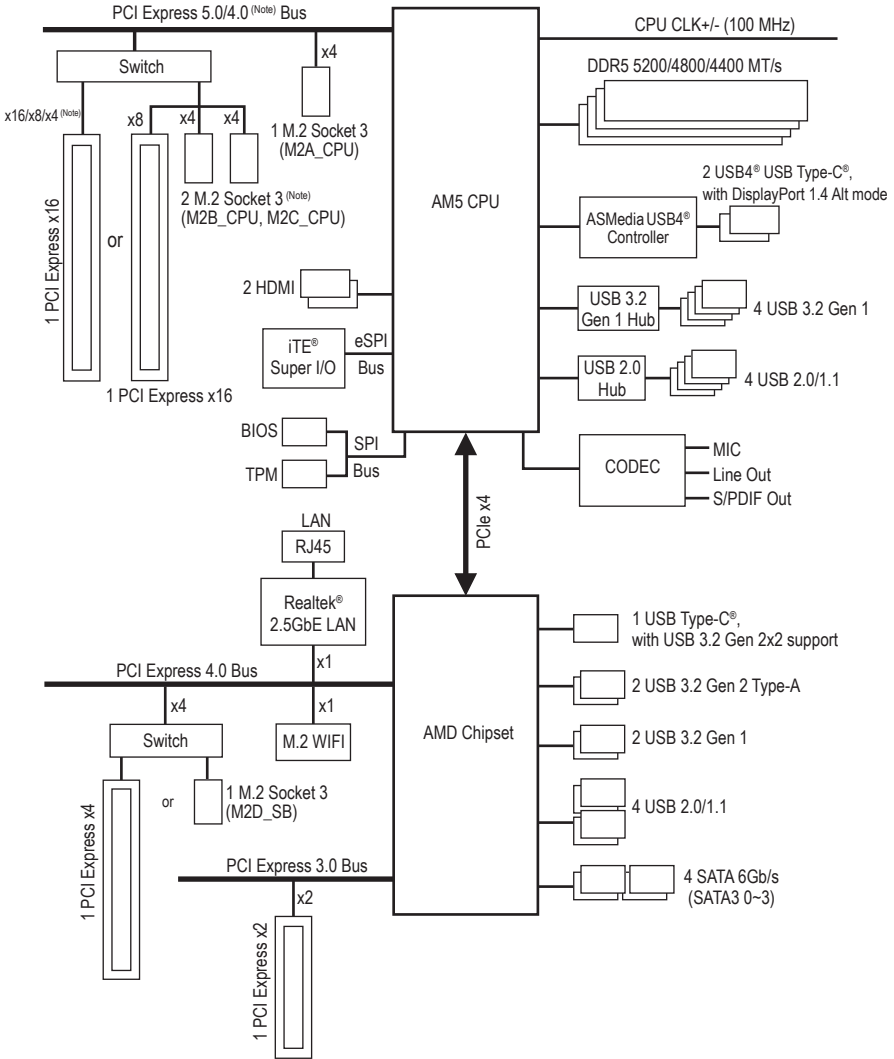 PCI Express 5.0/4.0 (Note) Bus
CPU CLK+/- (100 MHz)
x4
Switch
DDR5 5200/4800/4400 MT/s
x16/x8/x4 (Note)
x8
x4
x4
1 M.2 Socket 3
(M2A_CPU)
2 M.2 Socket 3 (Note)
(M2B_CPU, M2C_CPU)
1 PCI Express x16
or
1 PCI Express x16
AM5 CPU
2 USB4® USB Type-C®,
with DisplayPort 1.4 Alt mode
ASMedia USB4®
Controller
2 HDMI
USB 3.2
Gen 1 Hub
4 USB 3.2 Gen 1
iTE®
Super I/O
eSPI
Bus
USB 2.0
Hub
4 USB 2.0/1.1
BIOS
TPM
SPI
Bus
CODEC
MIC
Line Out
S/PDIF Out
PCIe x4
LAN
RJ45
Realtek®
2.5GbE LAN
x1
PCI Express 4.0 Bus
x4
x1
Switch
M.2 WIFI
AMD Chipset
1 USB Type-C®,
with USB 3.2 Gen 2x2 support
2 USB 3.2 Gen 2 Type-A
2 USB 3.2 Gen 1
1 PCI Express x4
or
1 M.2 Socket 3
(M2D_SB)
4 USB 2.0/1.1
PCI Express 3.0 Bus
x2
4 SATA 6Gb/s
(SATA3 0~3)
1 PCI Express x2